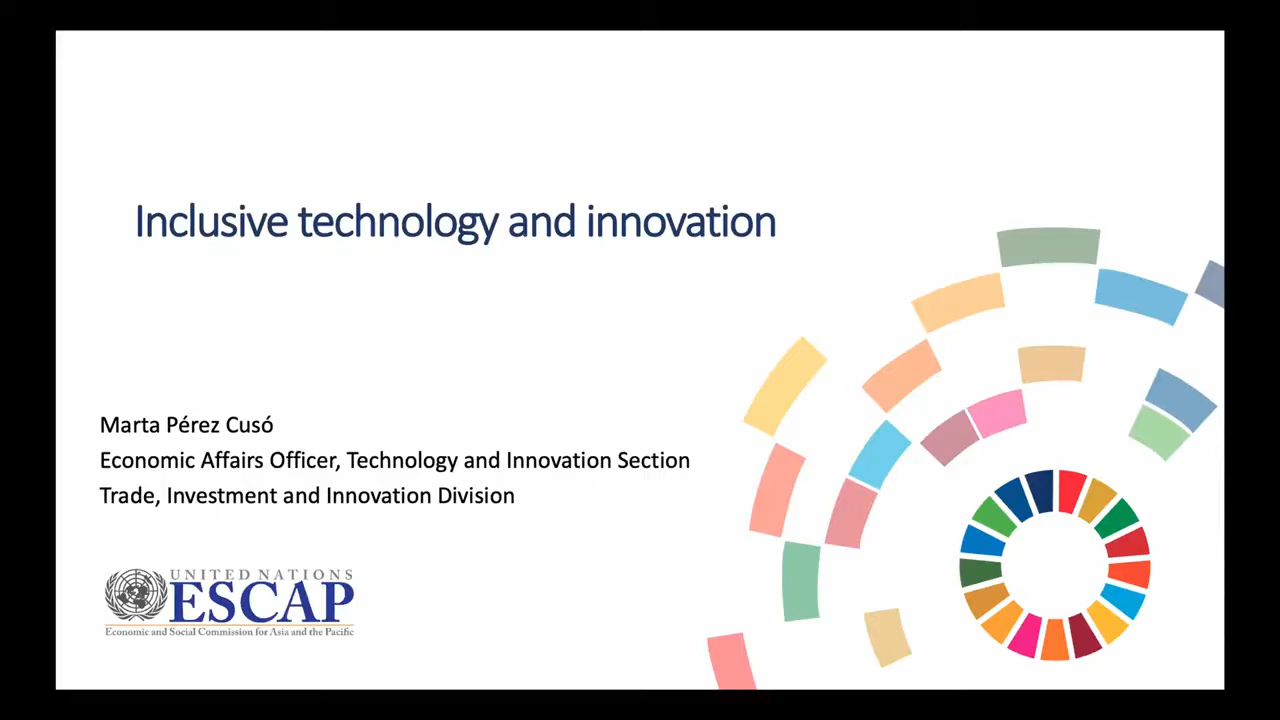 Inclusive technology and innovation
Marta Pérez Cusó
Economic Affairs Officer, Technology and Innovation Section
Trade, Investment and Innovation Division
UNITED NATIONS
ESCAP
Economic and Social Commission for Asia and the Pacific